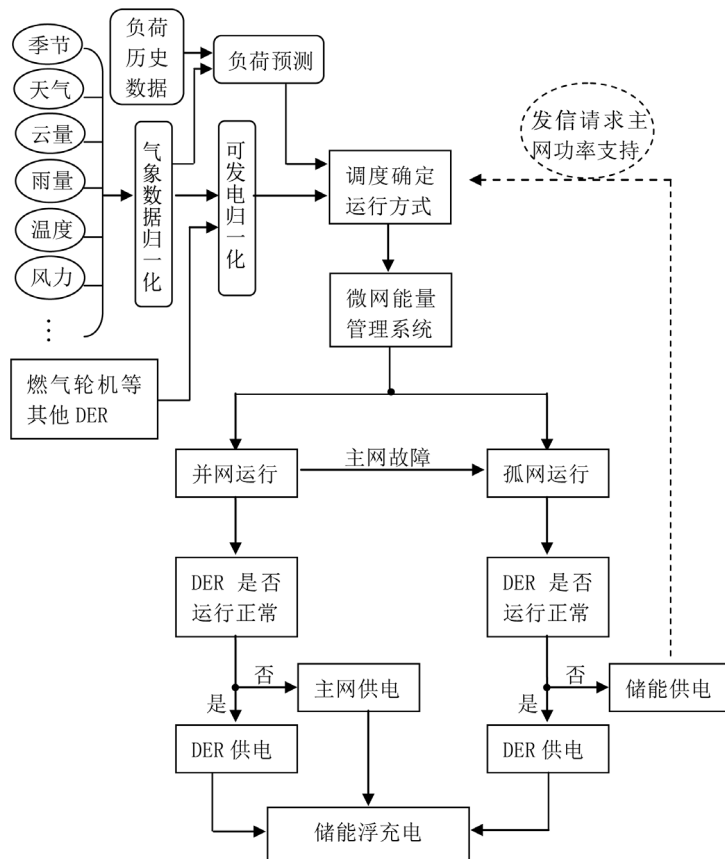 季节
天气
云量
雨量
温度
风力
…
负荷
历史
数据
负荷预测
气象数据归一化
可发电归一化
燃气轮机等
其他 DER
发信请求主
网功率支持
调度确定
运行方式
微网能量
管理系统
并网运行
主网故障
孤网运行
DER 是否
运行正常
DER 是否
运行正常
否
主网供电
是
DER 供电
否
储能供电
是
DER 供电
储能浮充电